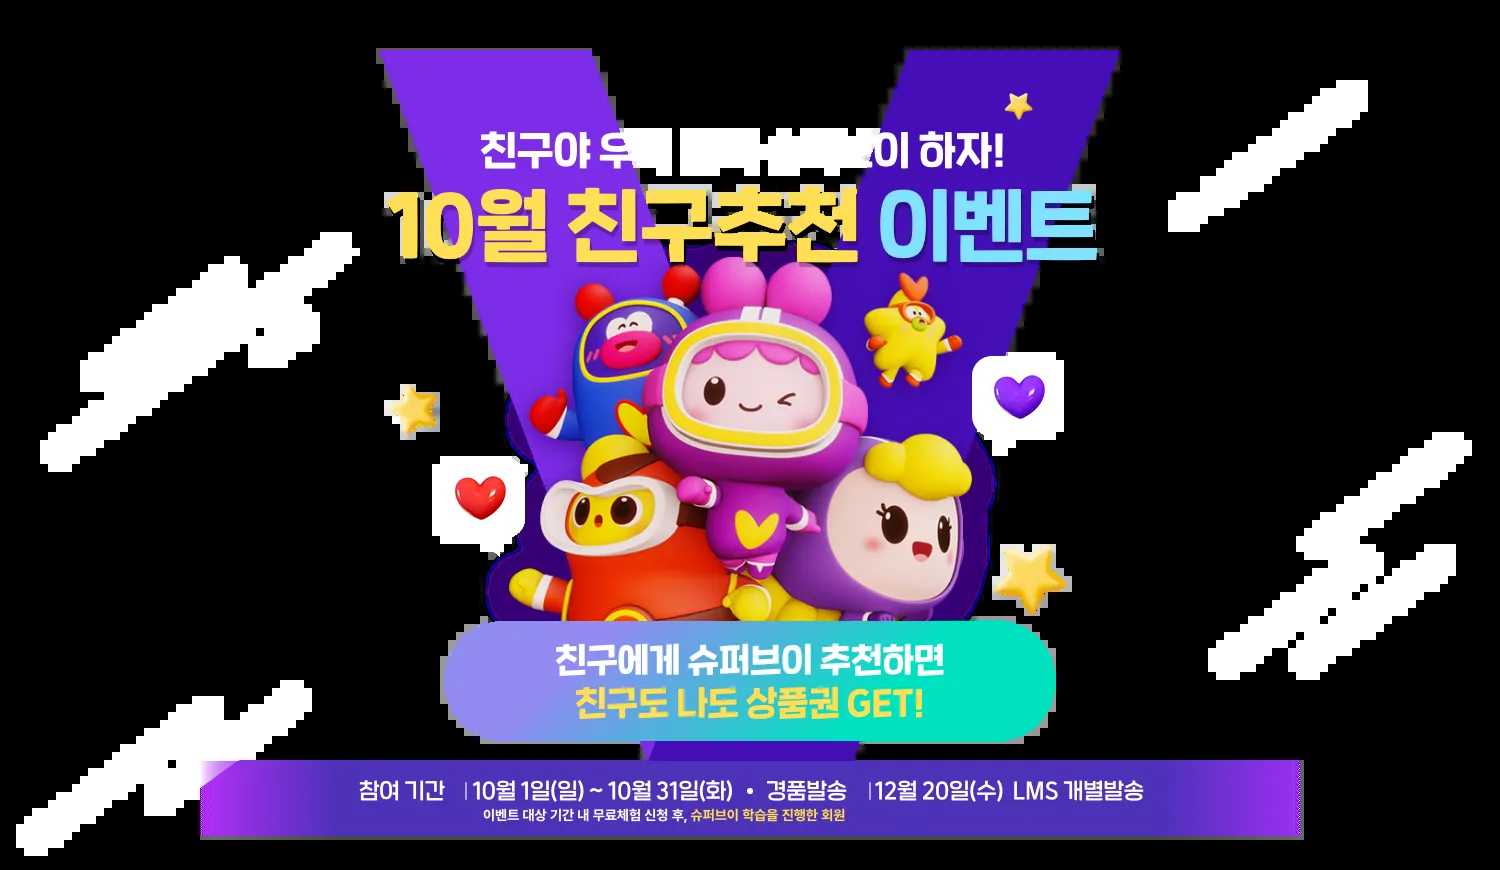 친구야 우 이 하자!
10월 친구추천 이벤트
친구에게 슈퍼브이 추천하면
친구도 나도 상품권 GET!
참여 기간 | 10월 1일(일) ~ 10월 31일(화) • 경품발송 | 12월 20일(수) LMS 개별발송
이벤트 대상 기간 내 무료체험 신청 후, 슈퍼브이 학습을 진행한 회원